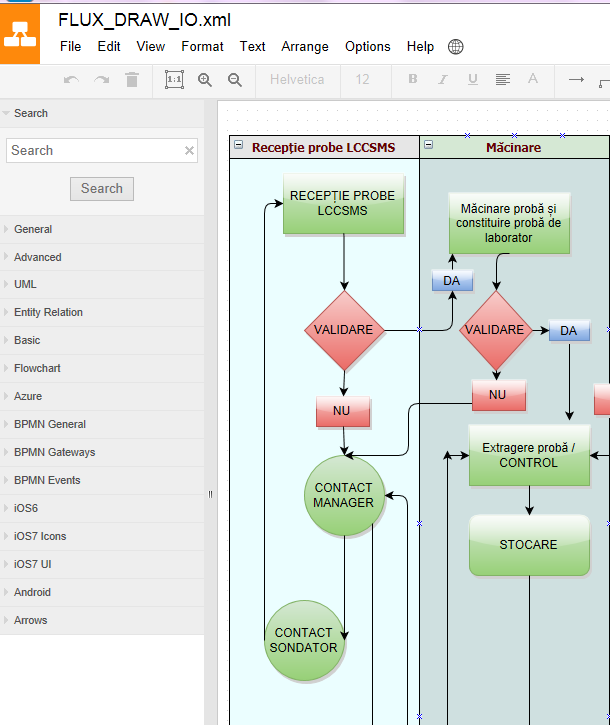 FLUX_DRAW_IO.xml
File Edit View Format Text Arrange Options Help
1:1 Helvetica 12 B I U A
Search
Search
Search
General
Advanced
UML
Entity Relation
Basic
Flowchart
Azure
BPMN General
BPMN Gateways
BPMN Events
iOS6
iOS7 Icons
iOS7 UI
Android
Arrows
Recepție probe LCCSMS
RECEPȚIE PROBE
LCCSMS
VALIDARE
NU
CONTACT
MANAGER
CONTACT
SONDATOR
Măcinare
Măcinare probă și
constituire probă de
laborator
DA
VALIDARE
DA
NU
Extragere probă /
CONTROL
STOCARE